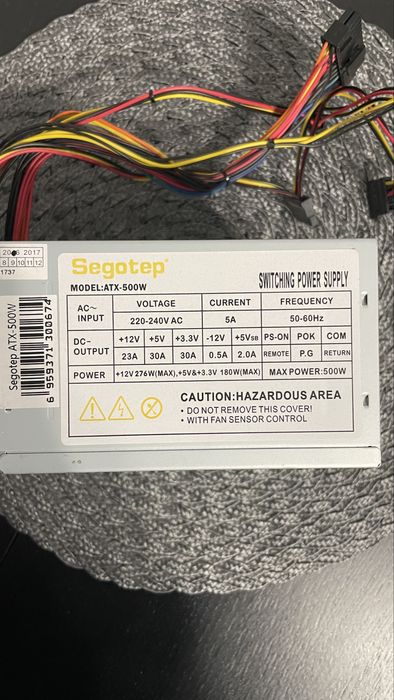 2016 2017
8 9 10 11 12
1737
Segotep ATX-500W
6 959371 300674
Segotep
SWITCHING POWER SUPPLY
MODEL:ATX-500W
AC~ INPUT VOLTAGE CURRENT FREQUENCY
220-240V AC 5A 50-60Hz
DC⎓ OUTPUT +12V +5V +3.3V -12V +5VSB PS-ON POK COM
23A 30A 30A 0.5A 2.0A REMOTE P.G RETURN
POWER +12V 276W(MAX),+5V&+3.3V 180W(MAX) MAX POWER:500W
CAUTION:HAZARDOUS AREA
• DO NOT REMOVE THIS COVER!
• WITH FAN SENSOR CONTROL